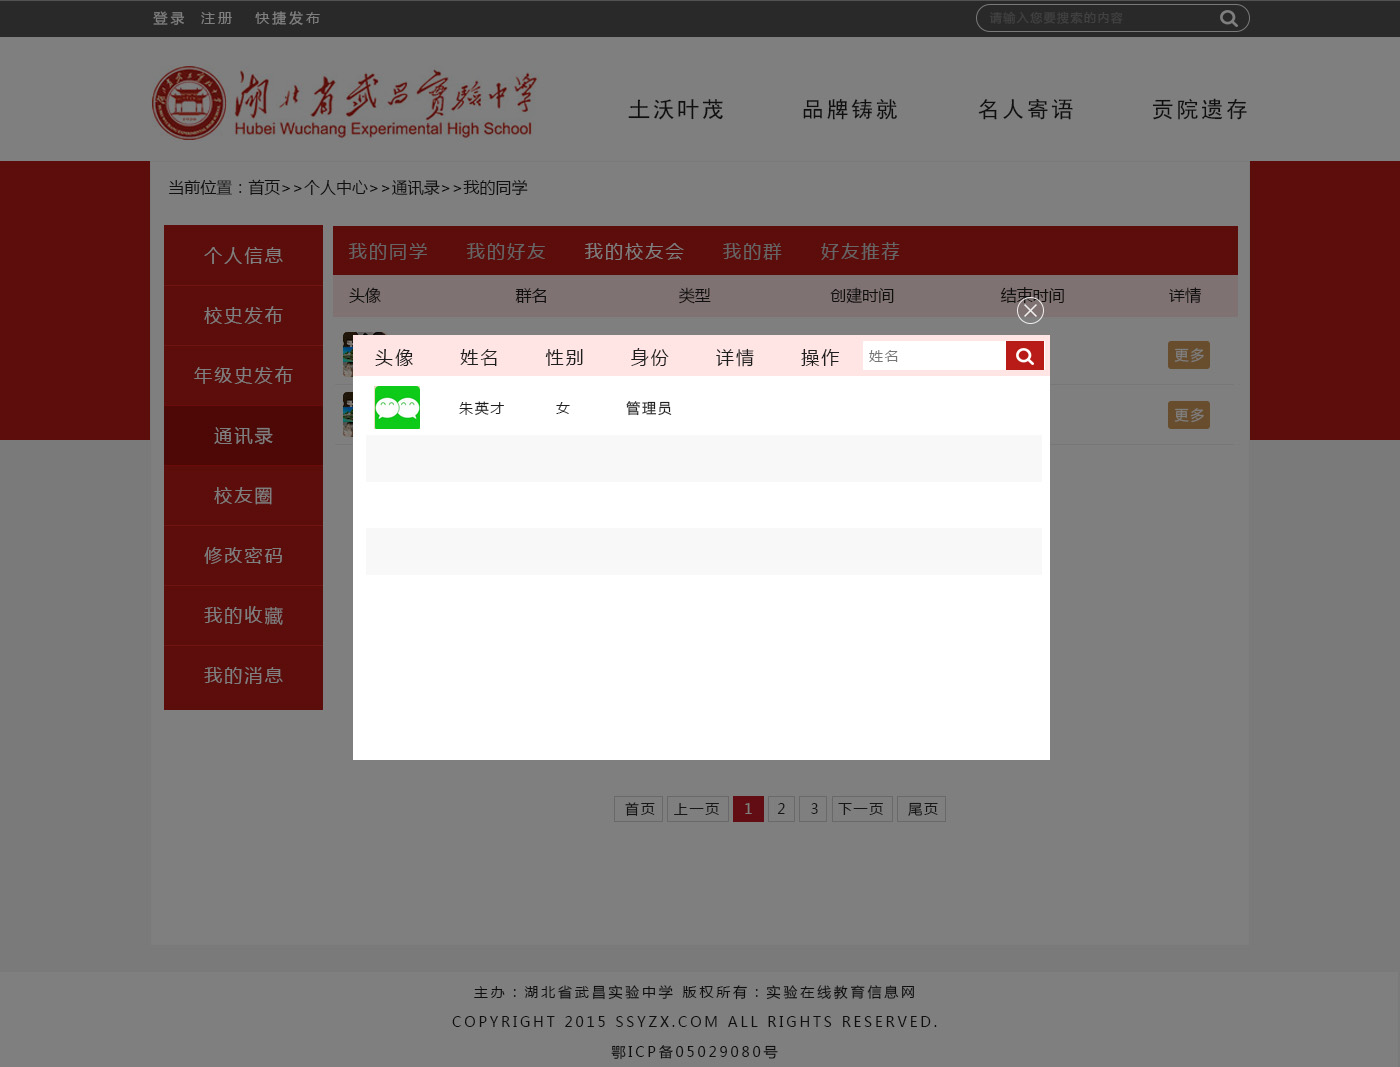 登录 注册 快捷发布 请输入您要搜索的内容
湖北省武昌实验中学
Hubei Wuchang Experimental High School
土沃叶茂 品牌铸就 名人寄语 贡院遗存
当前位置：首页>>个人中心>>通讯录>>我的同学
个人信息
校史发布
年级史发布
通讯录
校友圈
修改密码
我的收藏
我的消息
我的同学 我的好友 我的校友会 我的群 好友推荐
头像 群名 类型 创建时间 结束时间 详情
更多
更多
头像 姓名 性别 身份 详情 操作 姓名
朱英才 女 管理员
首页 上一页 1 2 3 下一页 尾页
主办：湖北省武昌实验中学 版权所有：实验在线教育信息网
COPYRIGHT 2015 SSYZX.COM ALL RIGHTS RESERVED.
鄂ICP备05029080号